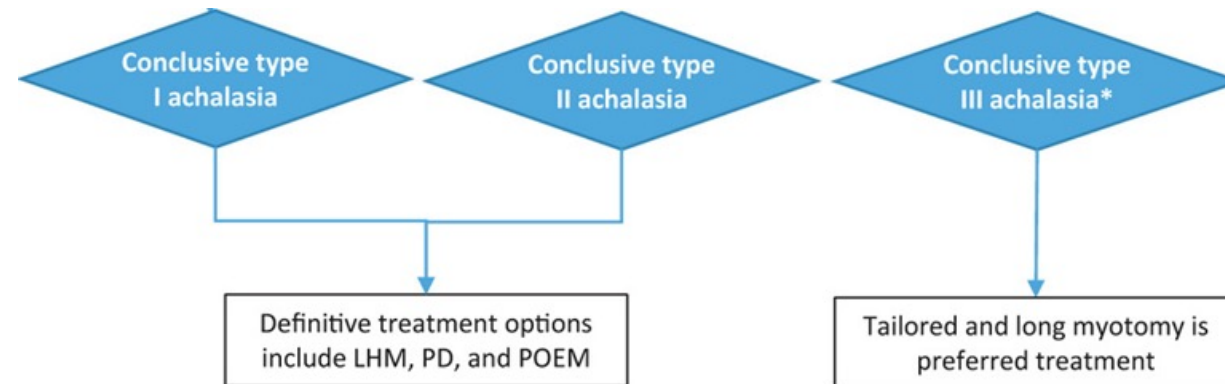 Conclusive type
I achalasia
Conclusive type
II achalasia
Conclusive type
III achalasia*
Definitive treatment options
include LHM, PD, and POEM
Tailored and long myotomy is
preferred treatment